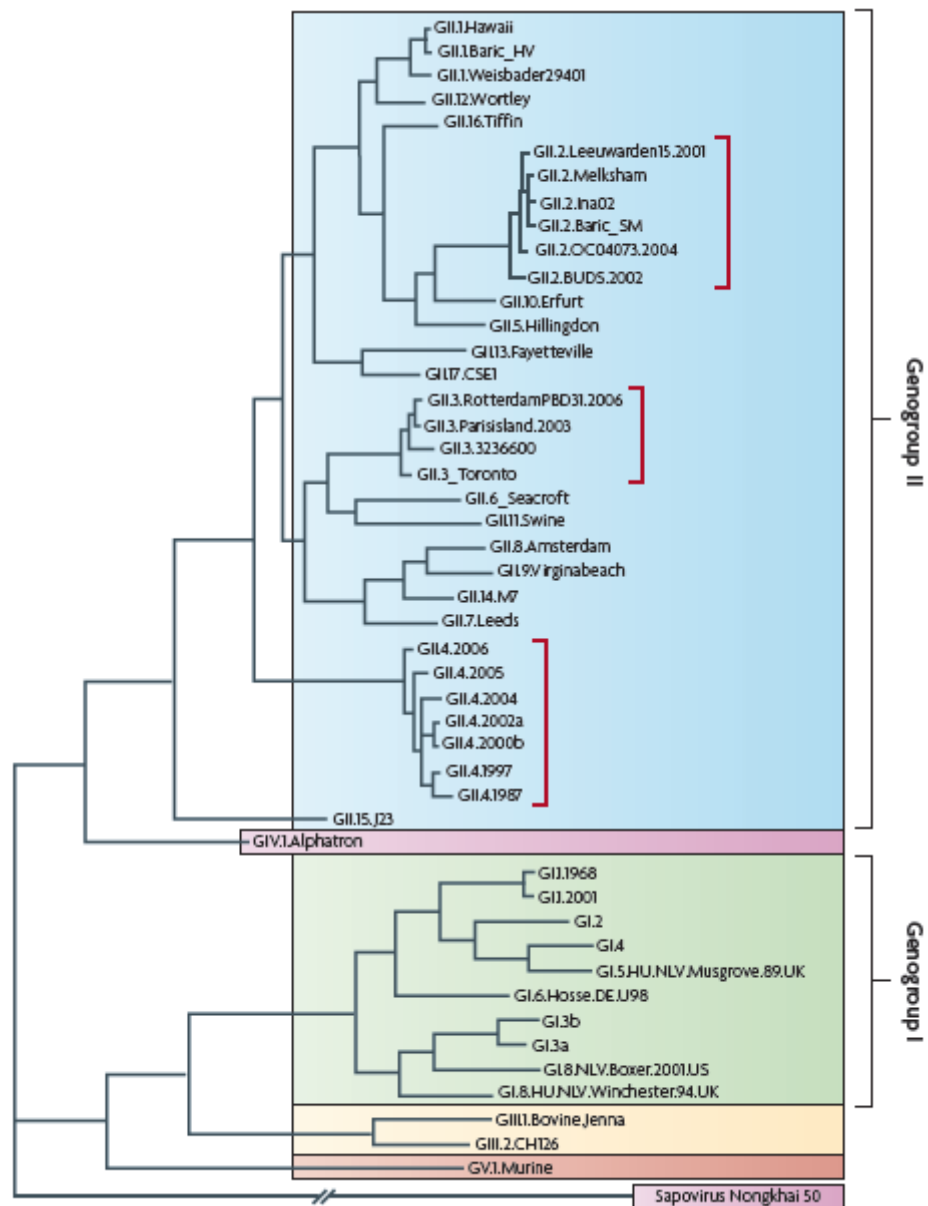 GII.1.Hawaii
GII.1.Baric_HV
GII.1.Weisbader29401
GII.12.Wortley
GII.16.Tiffin
GII.2.Leeuwarden15.2001
GII.2.Melksham
GII.2.Ina02
GII.2.Baric_SM
GII.2.OC04073.2004
GII.2.BUDS.2002
GII.10.Erfurt
GII.5.Hillingdon
GII.13.Fayetteville
GII.17.CSE1
GII.3.RotterdamPBD31.2006
GII.3.Parisisland.2003
GII.3.3236600
GII.3_Toronto
GII.6_Seacroft
GII.11.Swine
GII.8.Amsterdam
GII.9.Virginabeach
GII.14.M7
GII.7.Leeds
GII.4.2006
GII.4.2005
GII.4.2004
GII.4.2002a
GII.4.2000b
GII.4.1997
GII.4.1987
GII.15.J23
Genogroup II
GIV.1.Alphatron
GI.1.1968
GI.1.2001
GI.2
GI.4
GI.5.HU.NLV.Musgrove.89.UK
GI.6.Hosse.DE.U98
GI.3b
GI.3a
GI.8.NLV.Boxer.2001.US
GI.8.HU.NLV.Winchester.94.UK
Genogroup I
GIII.1.Bovine.Jenna
GIII.2.CH126
GV.1.Murine
Sapovirus Nongkhai 50